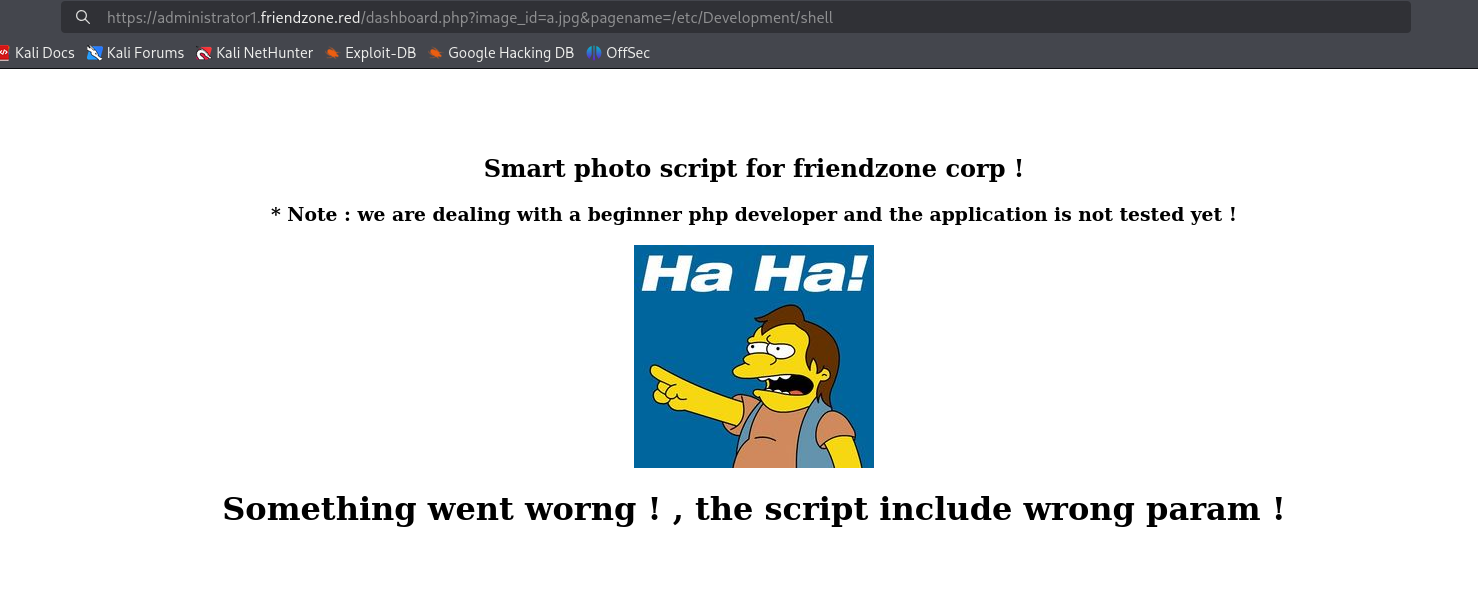 https://administrator1.friendzone.red/dashboard.php?image_id=a.jpg&pagename=/etc/Development/shell
Kali Docs Kali Forums Kali NetHunter Exploit-DB Google Hacking DB OffSec
Smart photo script for friendzone corp !
* Note : we are dealing with a beginner php developer and the application is not tested yet !
Ha Ha!
Something went worng ! , the script include wrong param !